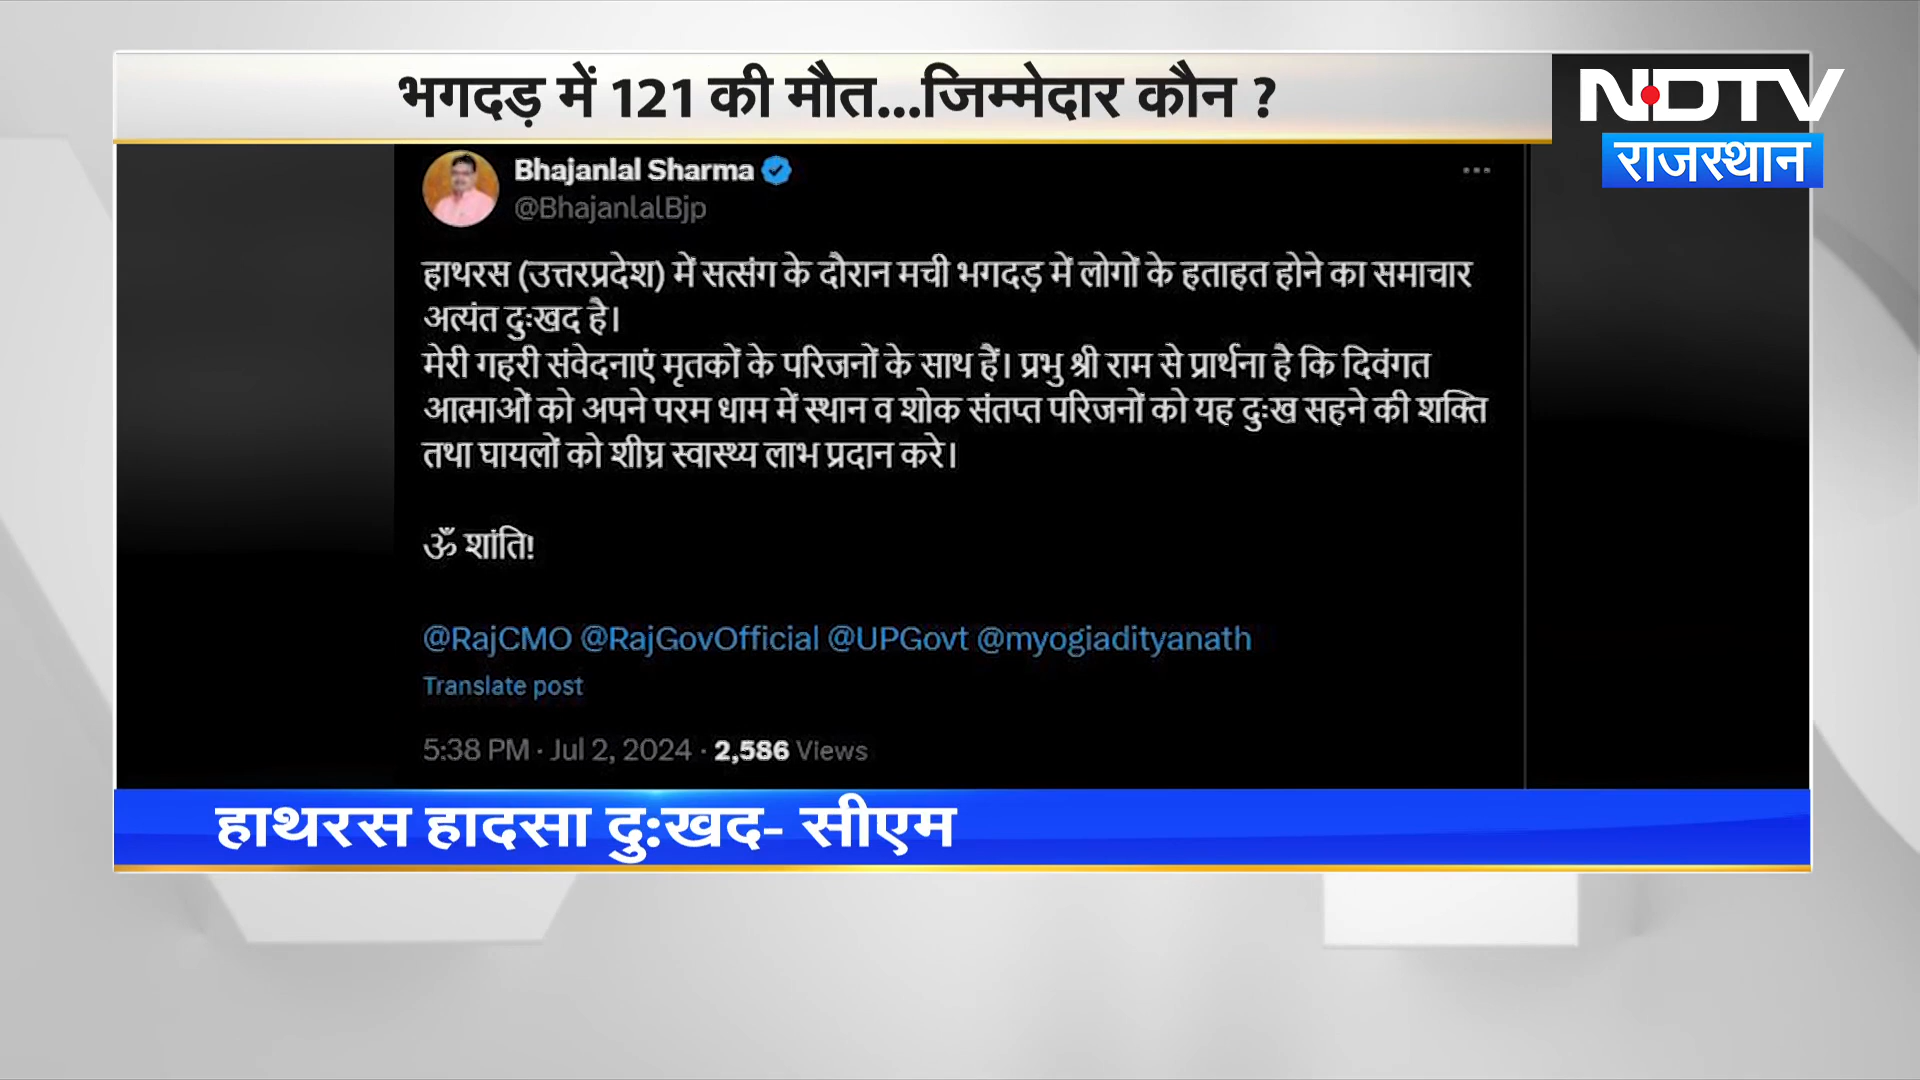 भगदड़ में 121 की मौत...जिम्मेदार कौन ?
NDTV
राजस्थान
Bhajanlal Sharma
@BhajanlalBjp
हाथरस (उत्तरप्रदेश) में सत्संग के दौरान मची भगदड़ में लोगों के हताहत होने का समाचार
अत्यंत दुःखद है।
मेरी गहरी संवेदनाएं मृतकों के परिजनों के साथ हैं। प्रभु श्री राम से प्रार्थना है कि दिवंगत
आत्माओं को अपने परम धाम में स्थान व शोक संतप्त परिजनों को यह दुःख सहने की शक्ति
तथा घायलों को शीघ्र स्वास्थ्य लाभ प्रदान करे।
ॐ शांति!
@RajCMO @RajGovOfficial @UPGovt @myogiadityanath
Translate post
5:38 PM · Jul 2, 2024 · 2,586 Views
हाथरस हादसा दु:खद- सीएम